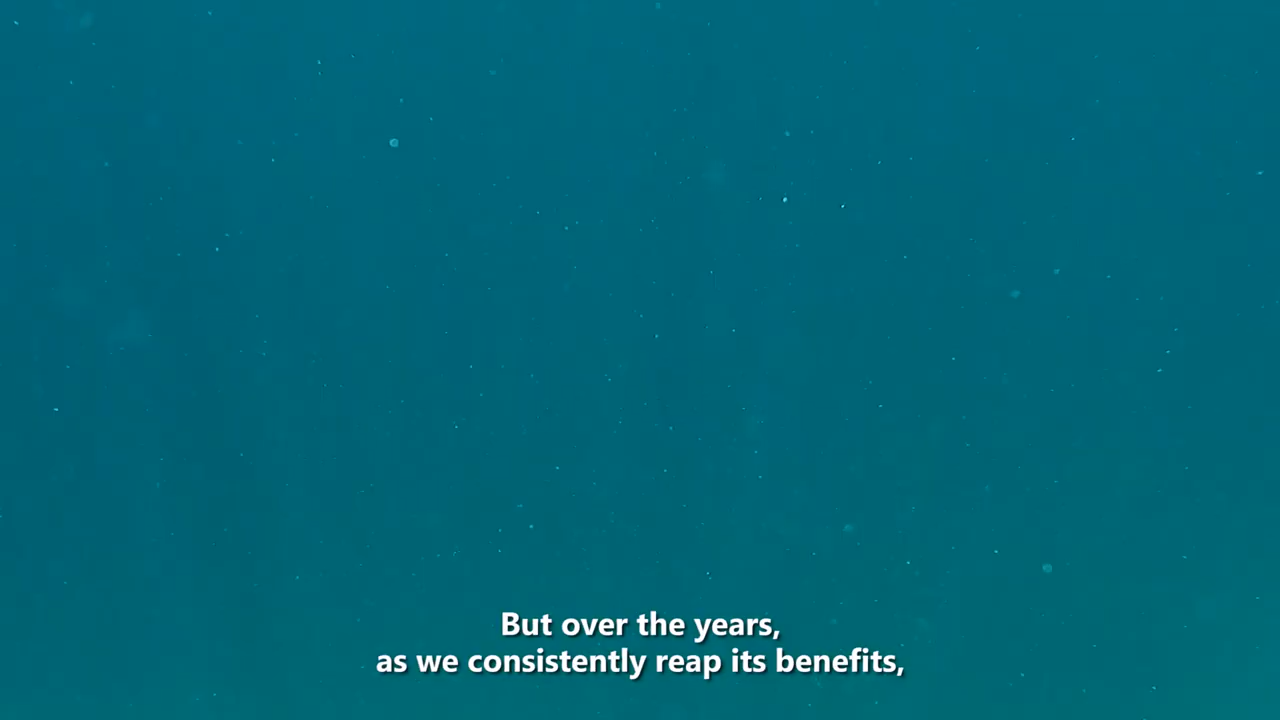 But over the years,
as we consistently reap its benefits,